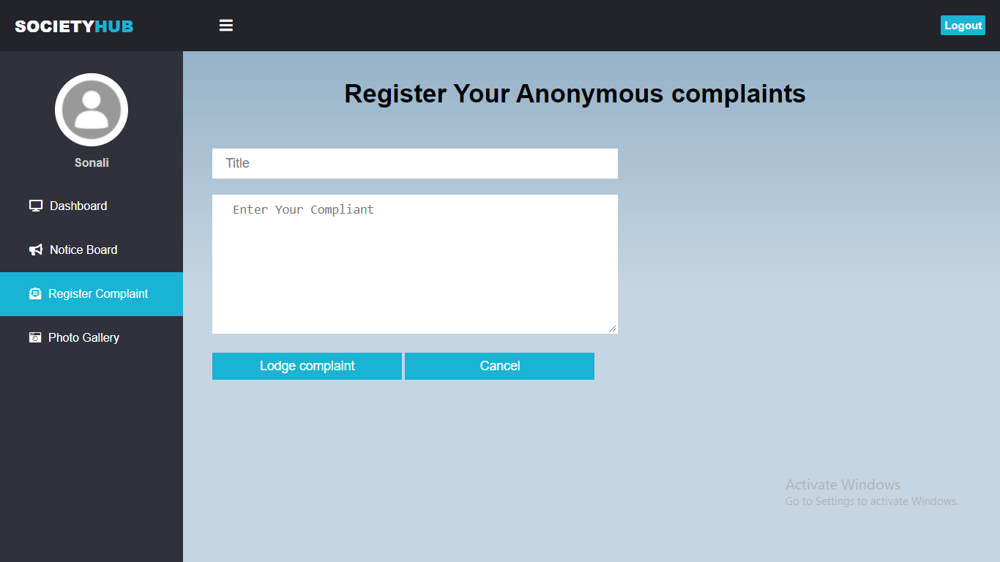 SOCIETYHUB
Logout
Sonali
Dashboard
Notice Board
Register Complaint
Photo Gallery
Register Your Anonymous complaints
Title
Enter Your Compliant
Lodge complaint
Cancel
Activate Windows
Go to Settings to activate Windows.